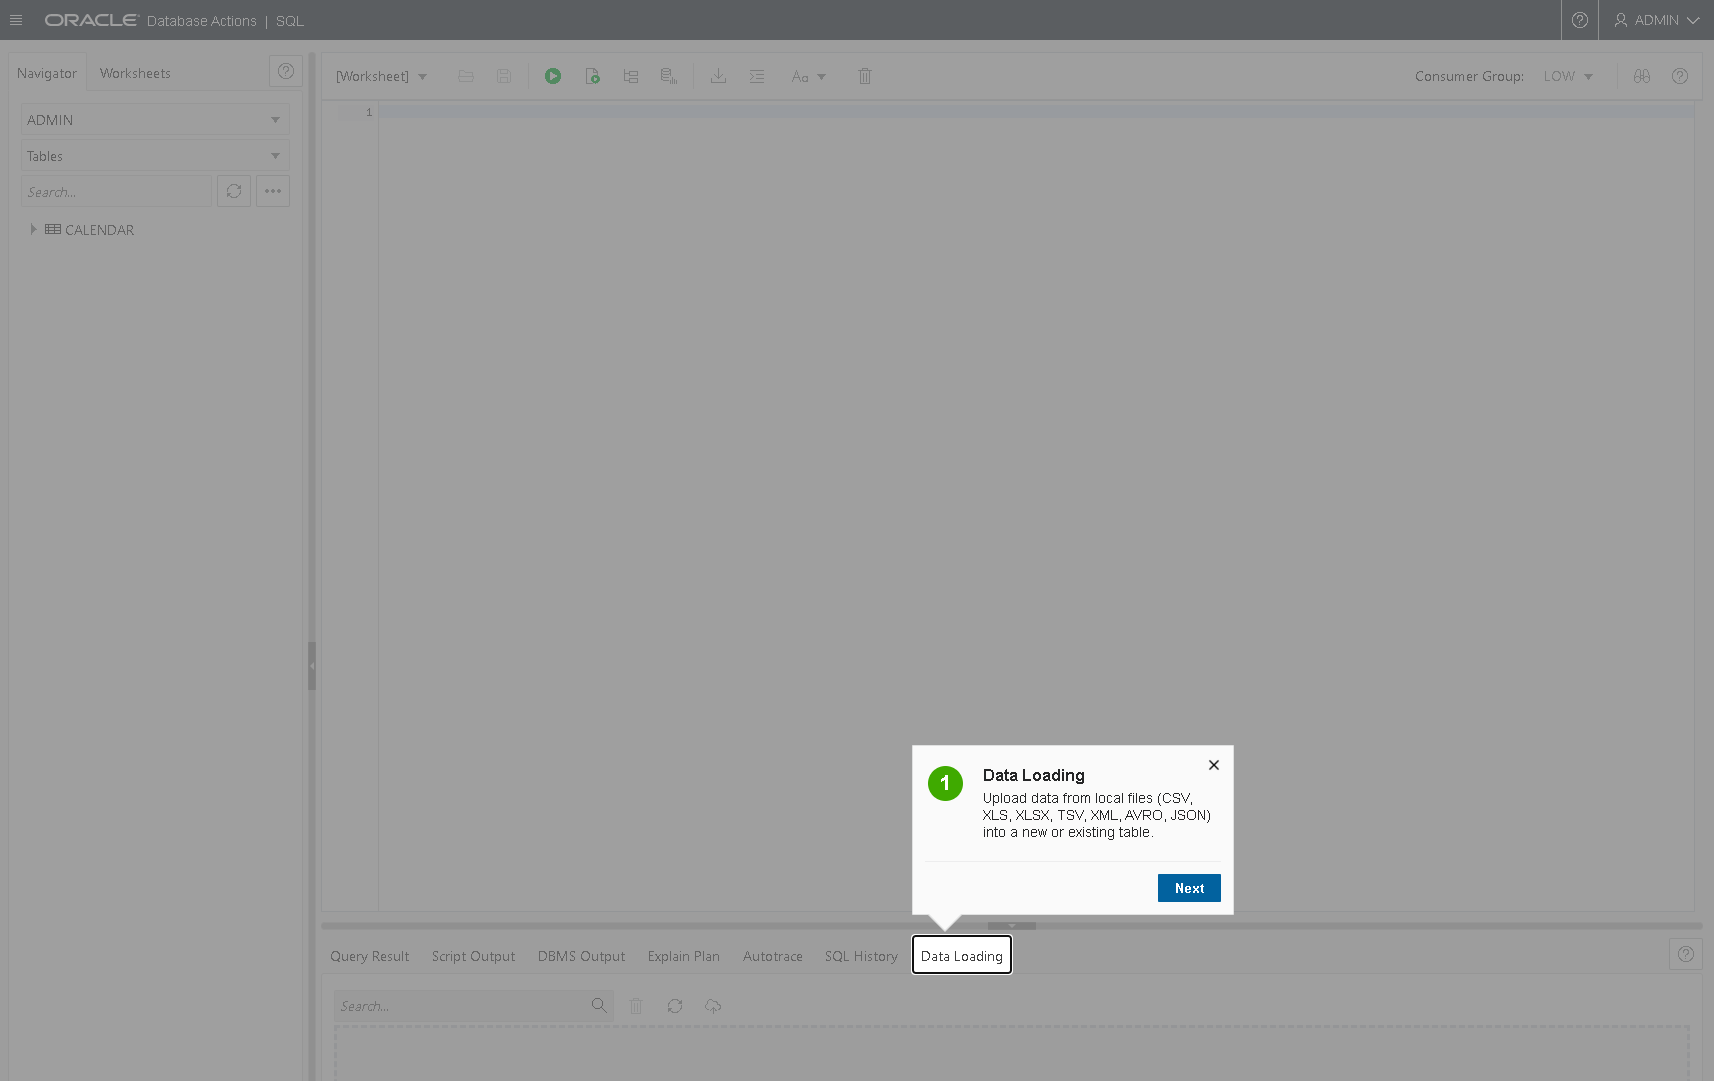 ORACLE Database Actions | SQL
ADMIN
Navigator
Worksheets
[Worksheet]
Aa
Consumer Group:
LOW
1
ADMIN
Tables
Search...
CALENDAR
1
Data Loading
Upload data from local files (CSV,
XLS, XLSX, TSV, XML, AVRO, JSON)
into a new or existing table.
Next
Query Result
Script Output
DBMS Output
Explain Plan
Autotrace
SQL History
Data Loading
Search...